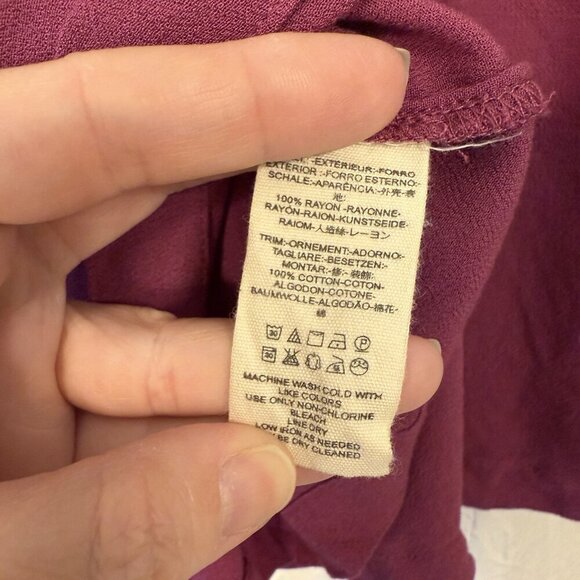 EXTERIEUR:-FORRO
EXTERIOR:-FORRO ESTERNO:-
SCHALE:-APARÊNCIA:-外壳-表
地:
100% RAYON-RAYONNE-
RAYÓN-RAION-KUNSTSEIDE-
RAIOM-人造絲-レーヨン
TRIM:-ORNEMENT:-ADORNO:-
TAGLIARE:-BESETZEN:-
MONTAR:-修:-装飾:
100% COTTON-COTON-
ALGODON-COTONE-
BAUMWOLLE-ALGODÃO-棉花-
綿
30 P
30
MACHINE WASH COLD WITH
LIKE COLORS
USE ONLY NON-CHLORINE
BLEACH
LINE DRY
LOW IRON AS NEEDED
BE DRY CLEANED